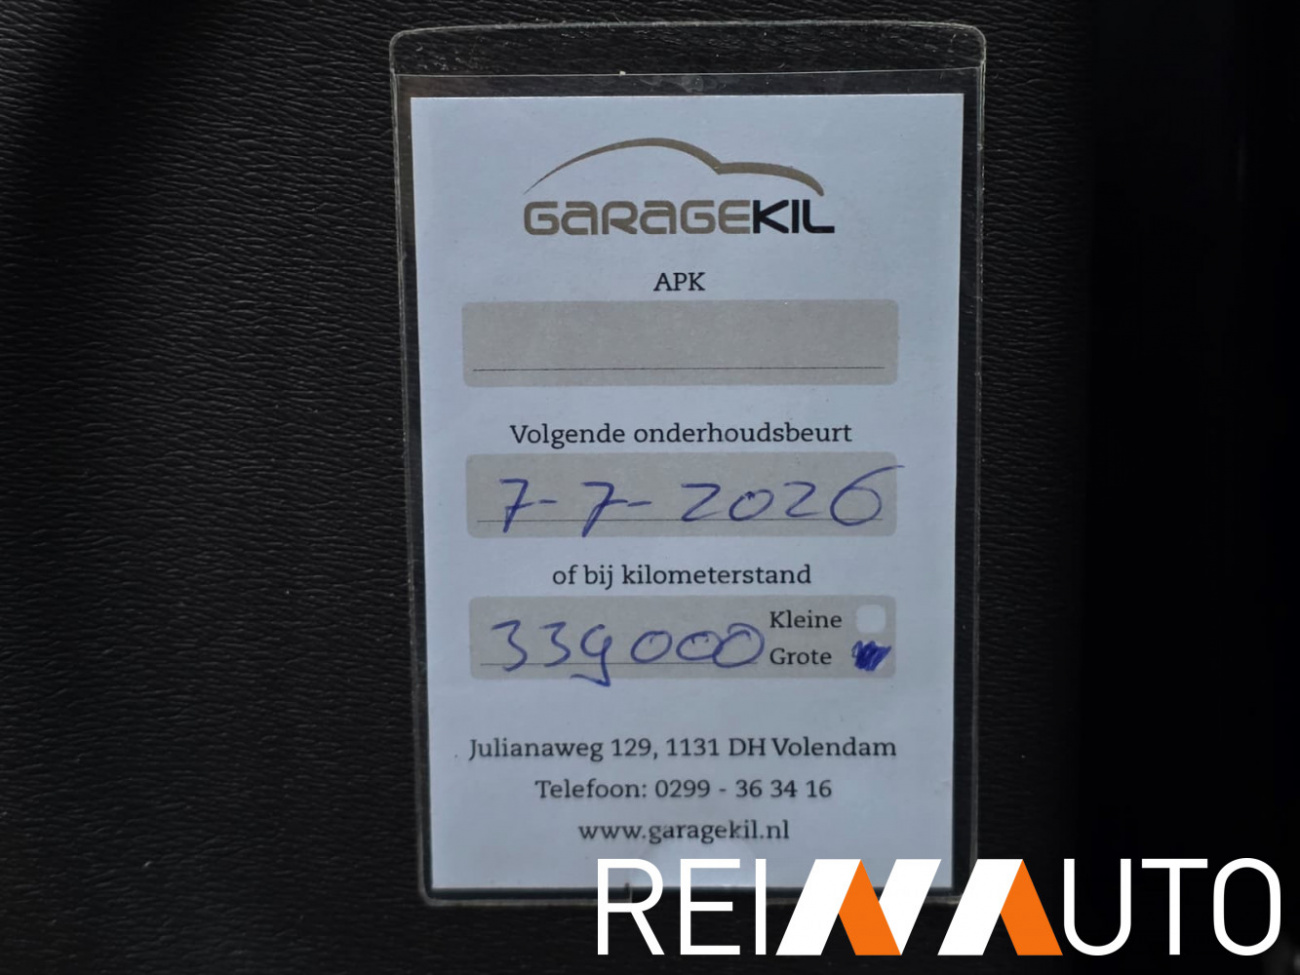 GARAGEKIL
APK
Volgende onderhoudsbeurt
7-7-2026
of bij kilometerstand
339000 Kleine
Grote
Julianaweg 129, 1131 DH Volendam
Telefoon: 0299 - 36 34 16
www.garagekil.nl
REINAUTO